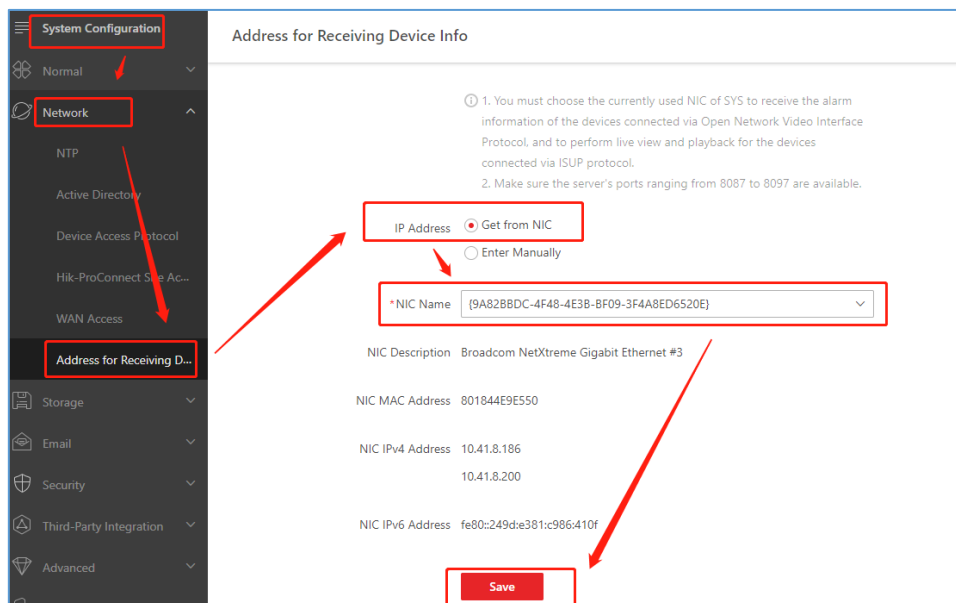 System Configuration
Normal
Network
NTP
Active Directory
Device Access Protocol
Hik-ProConnect Site Ac...
WAN Access
Address for Receiving D...
Storage
Email
Security
Third-Party Integration
Advanced
Address for Receiving Device Info
1. You must choose the currently used NIC of SYS to receive the alarm
information of the devices connected via Open Network Video Interface
Protocol, and to perform live view and playback for the devices
connected via ISUP protocol.
2. Make sure the server's ports ranging from 8087 to 8097 are available.
IP Address Get from NIC
Enter Manually
*NIC Name {9A82BBDC-4F48-4E3B-BF09-3F4A8ED6520E}
NIC Description Broadcom NetXtreme Gigabit Ethernet #3
NIC MAC Address 801844E9E550
NIC IPv4 Address 10.41.8.186
10.41.8.200
NIC IPv6 Address fe80::249d:e381:c986:410f
Save